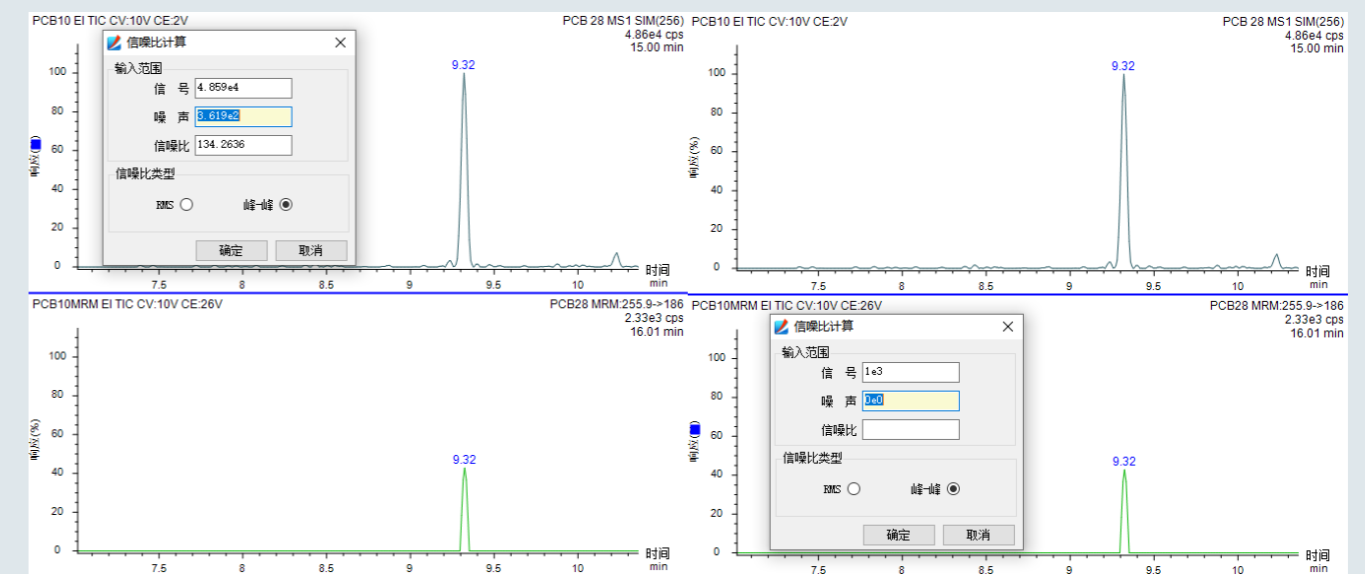 PCB10 EI TIC CV:10V CE:2V
PCB 28 MS1 SIM(256)
4.86e4 cps
15.00 min
信噪比计算
输入范围
信 号 4.859e4
噪 声 3.619e2
信噪比 134.2636
信噪比类型
RMS 峰-峰
确定 取消
9.32
100
80
60
40
20
0
响应(%)
7.5 8 8.5 9 9.5 10
时间
min
PCB10 EI TIC CV:10V CE:2V
PCB 28 MS1 SIM(256)
4.86e4 cps
15.00 min
9.32
100
80
60
40
20
0
响应(%)
7.5 8 8.5 9 9.5 10
时间
min
PCB10MRM EI TIC CV:10V CE:26V
PCB28 MRM:255.9->186
2.33e3 cps
16.01 min
9.32
100
80
60
40
20
0
响应(%)
7.5 8 8.5 9 9.5 10
时间
min
PCB10MRM EI TIC CV:10V CE:26V
PCB28 MRM:255.9->186
2.33e3 cps
16.01 min
信噪比计算
输入范围
信 号 1e3
噪 声 0e0
信噪比
信噪比类型
RMS 峰-峰
确定 取消
9.32
100
80
60
40
20
0
响应(%)
7.5 8 8.5 9 9.5 10
时间
min